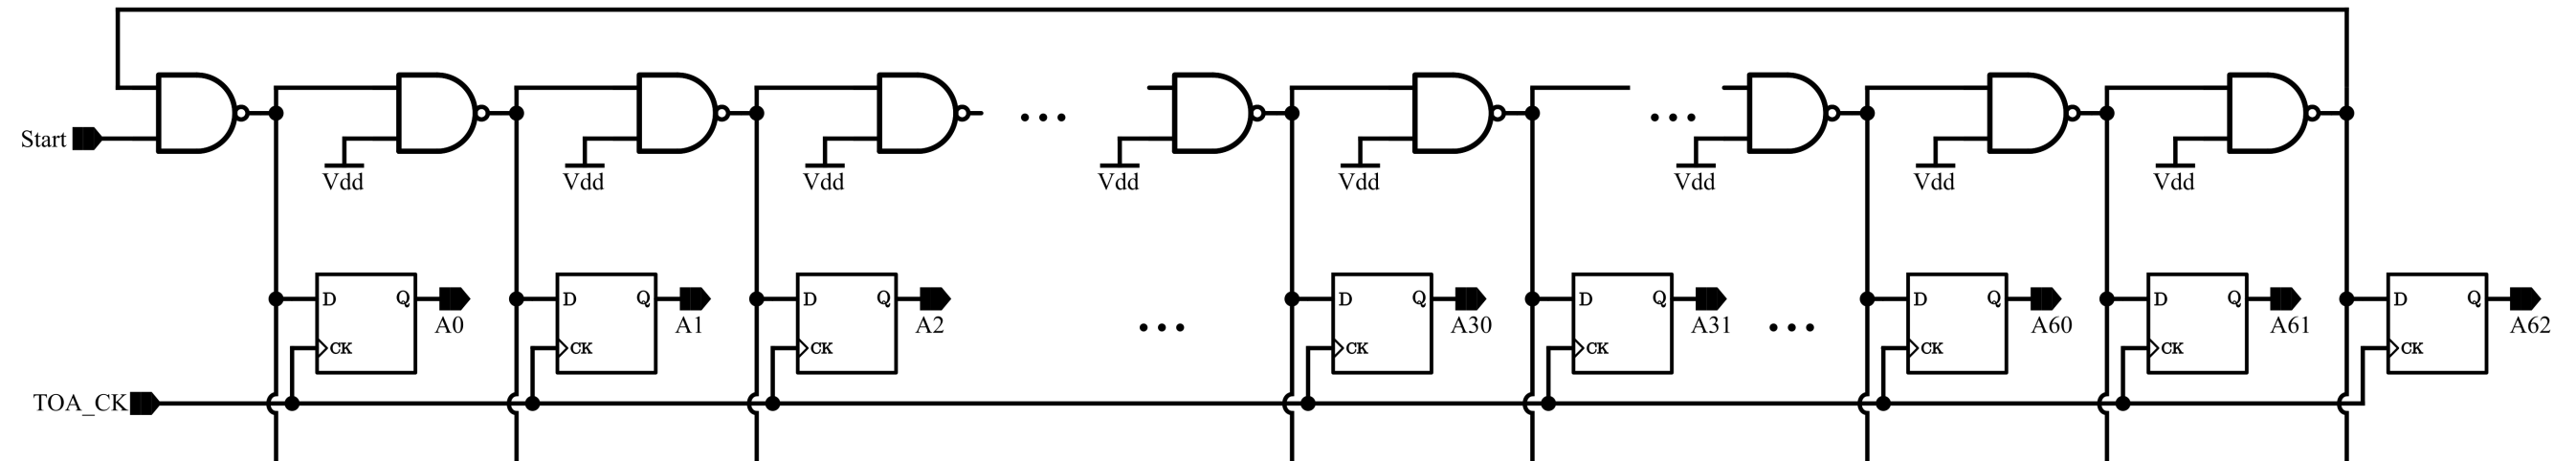 Start
Vdd Vdd Vdd Vdd Vdd Vdd Vdd Vdd
D Q D Q D Q D Q D Q D Q D Q D Q
A0 A1 A2 A30 A31 A60 A61 A62
CK CK CK CK CK CK CK CK
TOA_CK